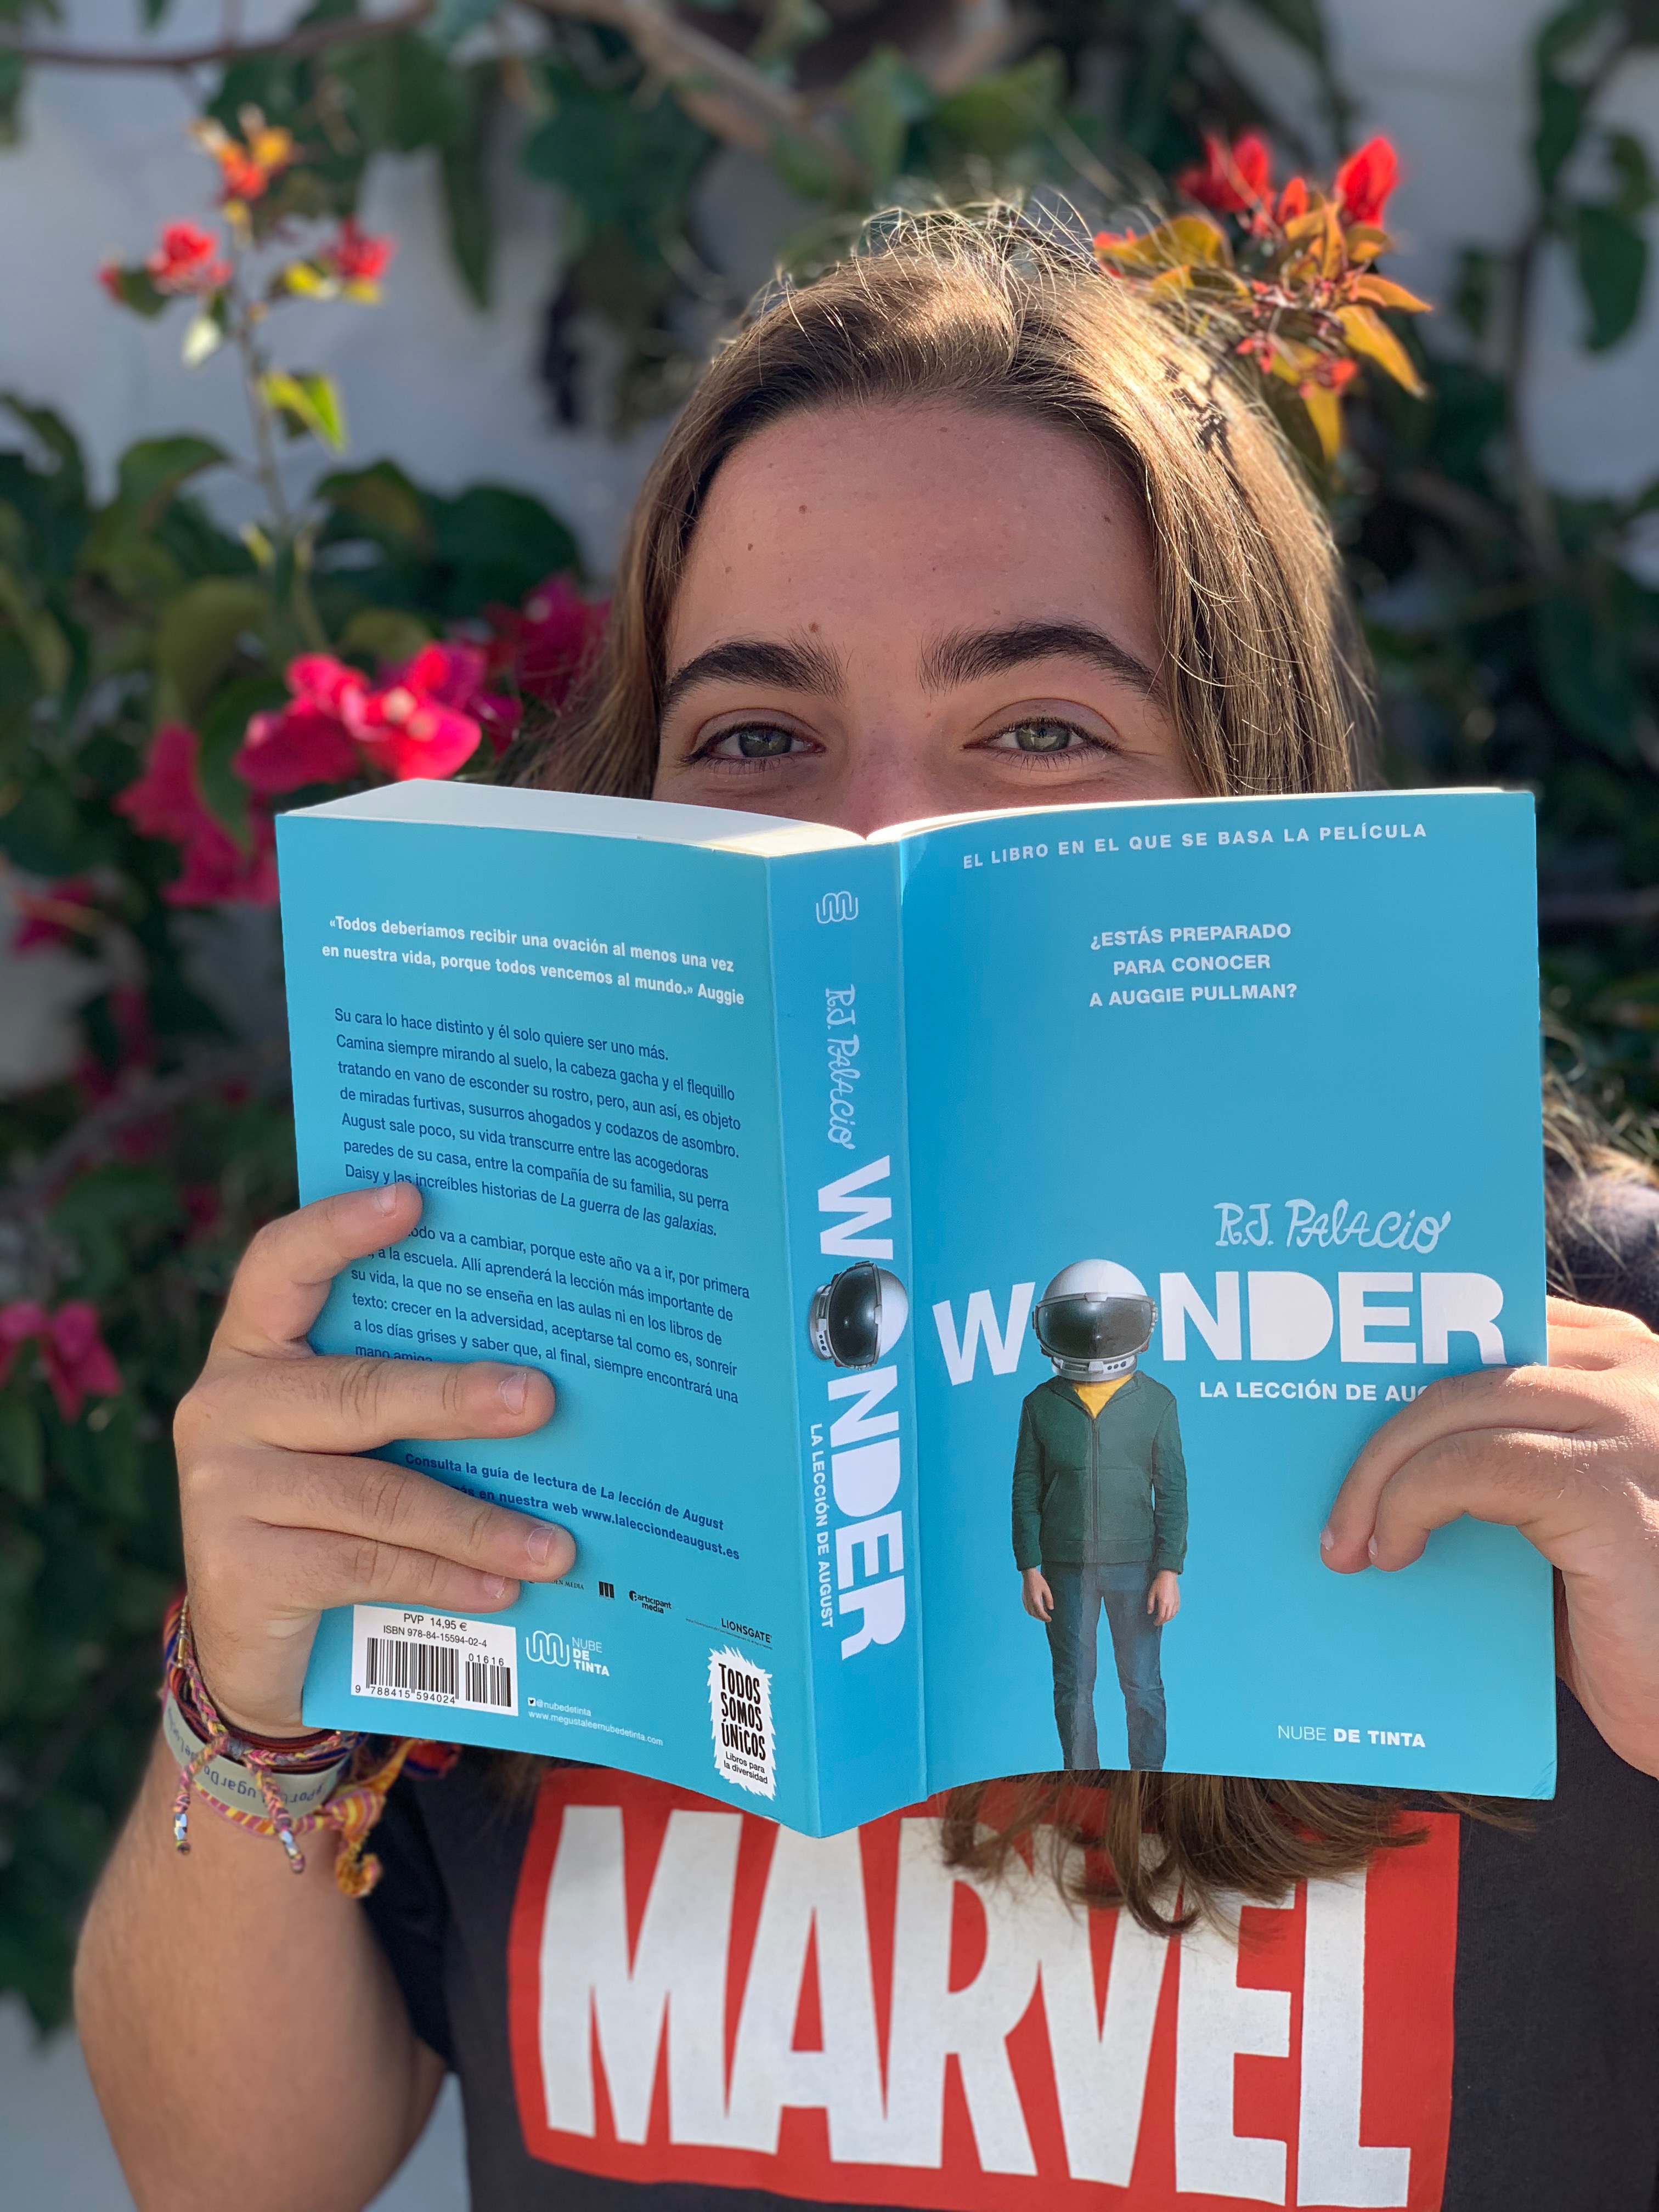 «Todos deberíamos recibir una ovación al menos una vez
en nuestra vida, porque todos vencemos al mundo.» Auggie
Su cara lo hace distinto y él solo quiere ser uno más.
Camina siempre mirando al suelo, la cabeza gacha y el flequillo
tratando en vano de esconder su rostro, pero, aun así, es objeto
de miradas furtivas, susurros ahogados y codazos de asombro.
August sale poco, su vida transcurre entre las acogedoras
paredes de su casa, entre la compañía de su familia, su perra
Daisy y las increíbles historias de La guerra de las galaxias.
todo va a cambiar, porque este año va a ir, por primera
a la escuela. Allí aprenderá la lección más importante de
su vida, la que no se enseña en las aulas ni en los libros de
texto: crecer en la adversidad, aceptarse tal como es, sonreír
a los días grises y saber que, al final, siempre encontrará una
mano amiga
Consulta la guía de lectura de La lección de August
más en nuestra web www.lalecciondeaugust.es
participant
media
LIONSGATE
PVP 14,95 €
ISBN 978-84-15594-02-4
01616
9 788415 594024
NUBE
DE
TINTA
@nubedetinta
www.megustaleernubedetinta.com
TODOS
SOMOS
ÚNICOS
Libros para
la diversidad
R.J. Palacio
WONDER
LA LECCIÓN DE AUGUST
EL LIBRO EN EL QUE SE BASA LA PELÍCULA
¿ESTÁS PREPARADO
PARA CONOCER
A AUGGIE PULLMAN?
R.J. Palacio
WONDER
LA LECCIÓN DE AUG
NUBE DE TINTA
MARVEL